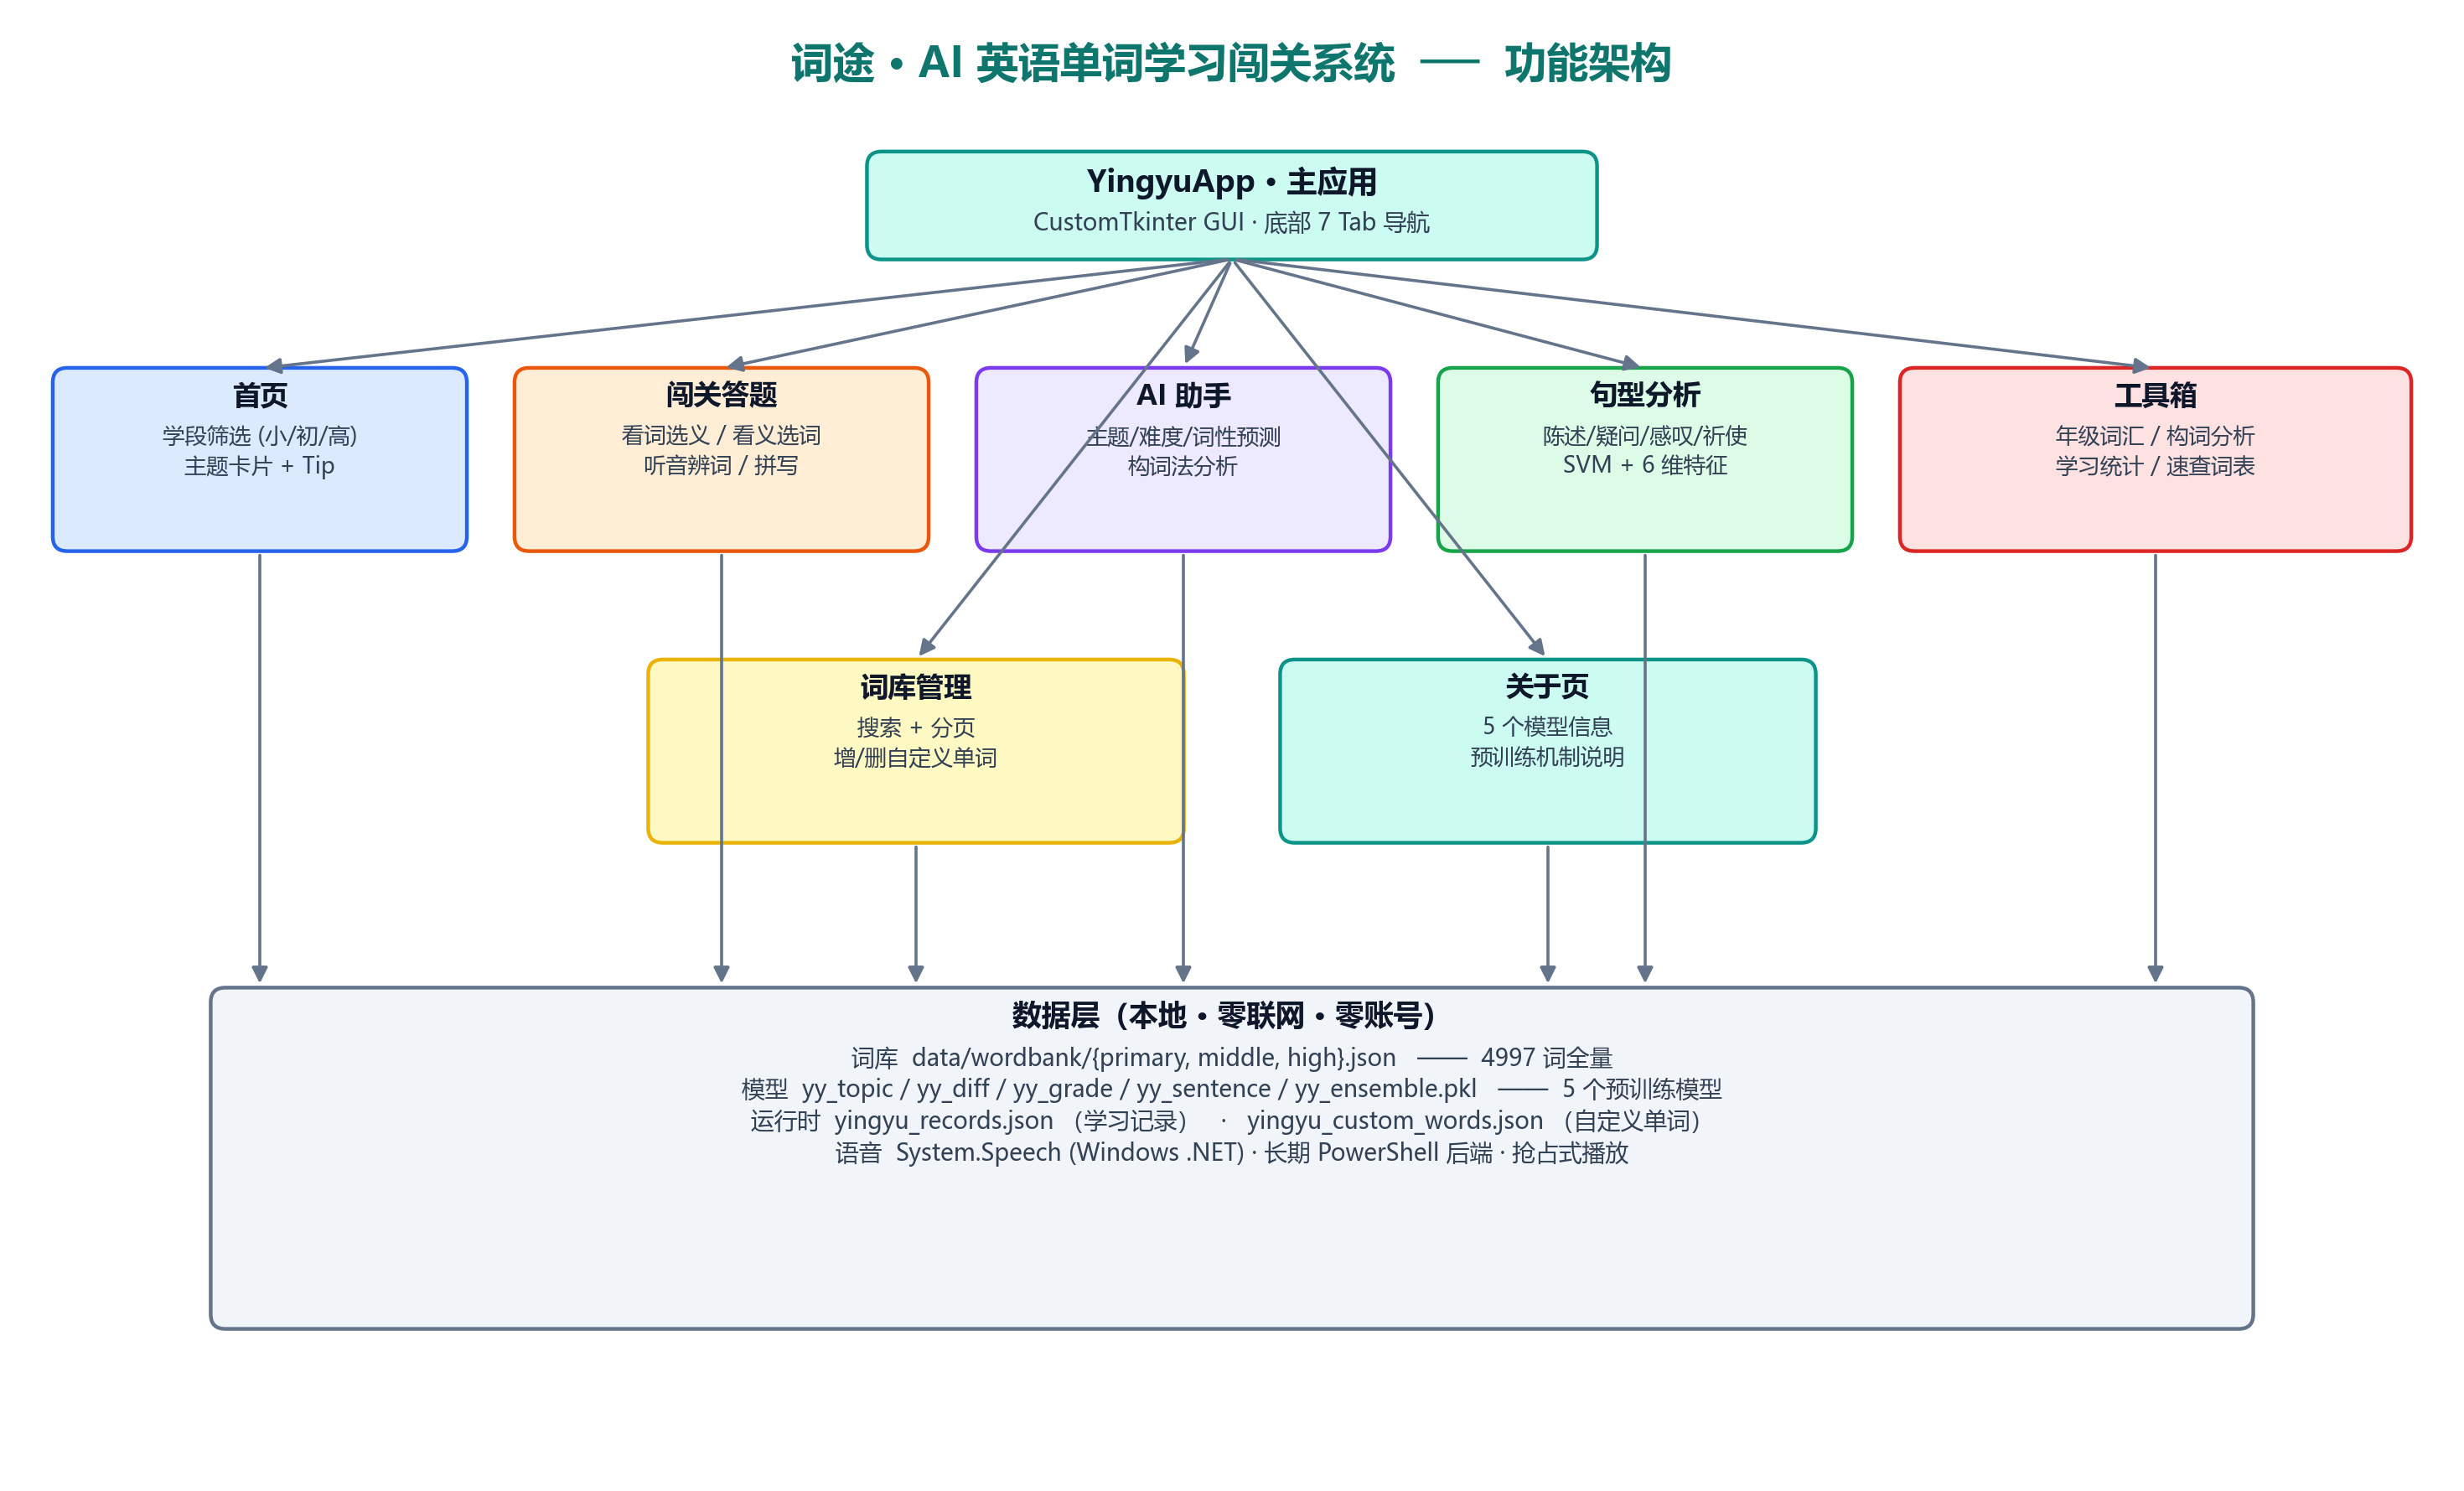 词途 • AI 英语单词学习闯关系统 —— 功能架构
YingyuApp • 主应用
CustomTkinter GUI · 底部 7 Tab 导航
首页
学段筛选 (小/初/高)
主题卡片 + Tip
闯关答题
看词选义 / 看义选词
听音辨词 / 拼写
AI 助手
主题/难度/词性预测
构词法分析
句型分析
陈述/疑问/感叹/祈使
SVM + 6 维特征
工具箱
年级词汇 / 构词分析
学习统计 / 速查词表
词库管理
搜索 + 分页
增/删自定义单词
关于页
5 个模型信息
预训练机制说明
数据层（本地 • 零联网 • 零账号）
词库 data/wordbank/{primary, middle, high}.json —— 4997 词全量
模型 yy_topic / yy_diff / yy_grade / yy_sentence / yy_ensemble.pkl —— 5 个预训练模型
运行时 yingyu_records.json （学习记录） · yingyu_custom_words.json （自定义单词）
语音 System.Speech (Windows .NET) · 长期 PowerShell 后端 · 抢占式播放